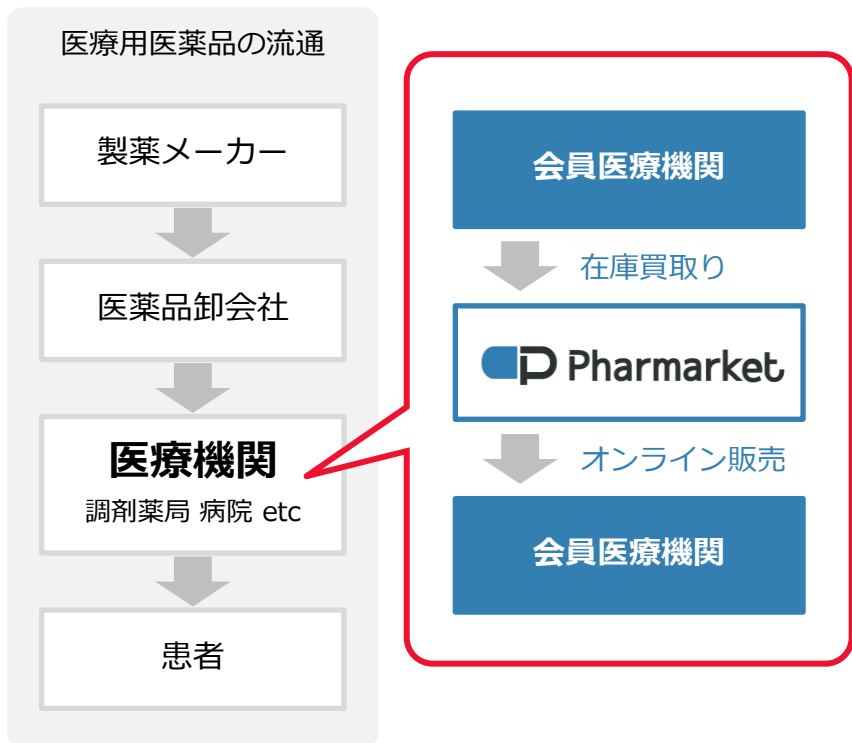 医療用医薬品の流通
製薬メーカー
医薬品卸会社
医療機関
調剤薬局 病院 etc
患者
会員医療機関
在庫買取り
Pharmarket
オンライン販売
会員医療機関